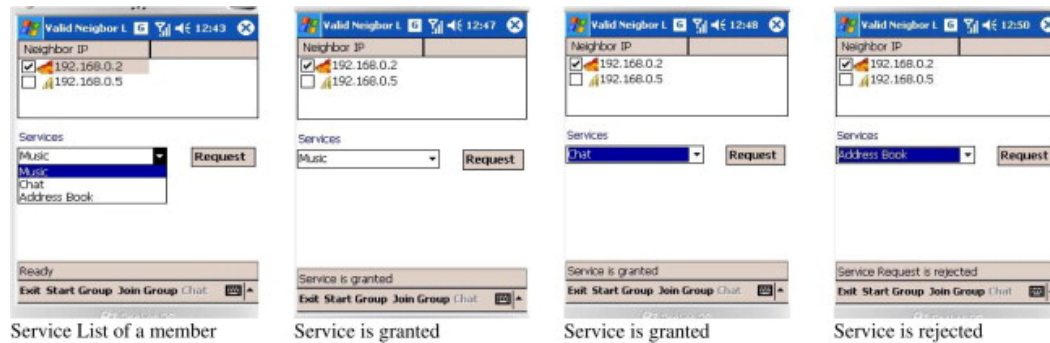 Valid Neigbor L G 12:43
Neighbor IP
192.168.0.2
192.168.0.5
Services
Music
Request
Music
Chat
Address Book
Ready
Exit Start Group Join Group Chat
Service List of a member
Valid Neigbor L G 12:47
Neighbor IP
192.168.0.2
192.168.0.5
Services
Music
Request
Service is granted
Exit Start Group Join Group Chat
Service is granted
Valid Neigbor L G 12:48
Neighbor IP
192.168.0.2
192.168.0.5
Services
Chat
Request
Service is granted
Exit Start Group Join Group Chat
Service is granted
Valid Neigbor L G 12:50
Neighbor IP
192.168.0.2
192.168.0.5
Services
Address Book
Request
Service Request is rejected
Exit Start Group Join Group Chat
Service is rejected